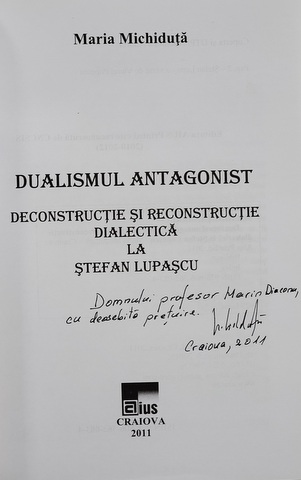 Maria Michiduță
DUALISMUL ANTAGONIST
DECONSTRUCȚIE ȘI RECONSTRUCȚIE
DIALECTICĂ
LA
ȘTEFAN LUPAȘCU
Domnului profesor Marin Diaconu,
cu deosebită prețuire.
Craiova, 2011
aius
CRAIOVA
2011